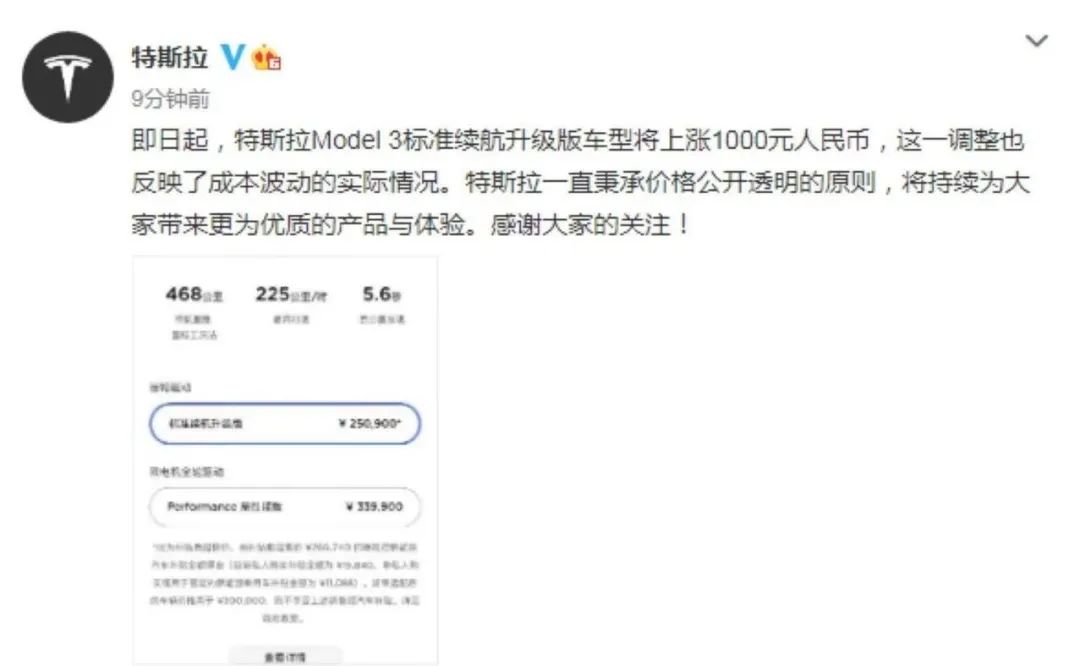 特斯拉
9分钟前
即日起，特斯拉Model 3标准续航升级版车型将上涨1000元人民币，这一调整也
反映了成本波动的实际情况。特斯拉一直秉承价格公开透明的原则，将持续为大
家带来更为优质的产品与体验。感谢大家的关注！
468公里 225公里/时 5.6秒
标准续航升级版 ¥ 250,900*
双电机全轮驱动
Performance 高性能版 ¥ 339,900
查看详情